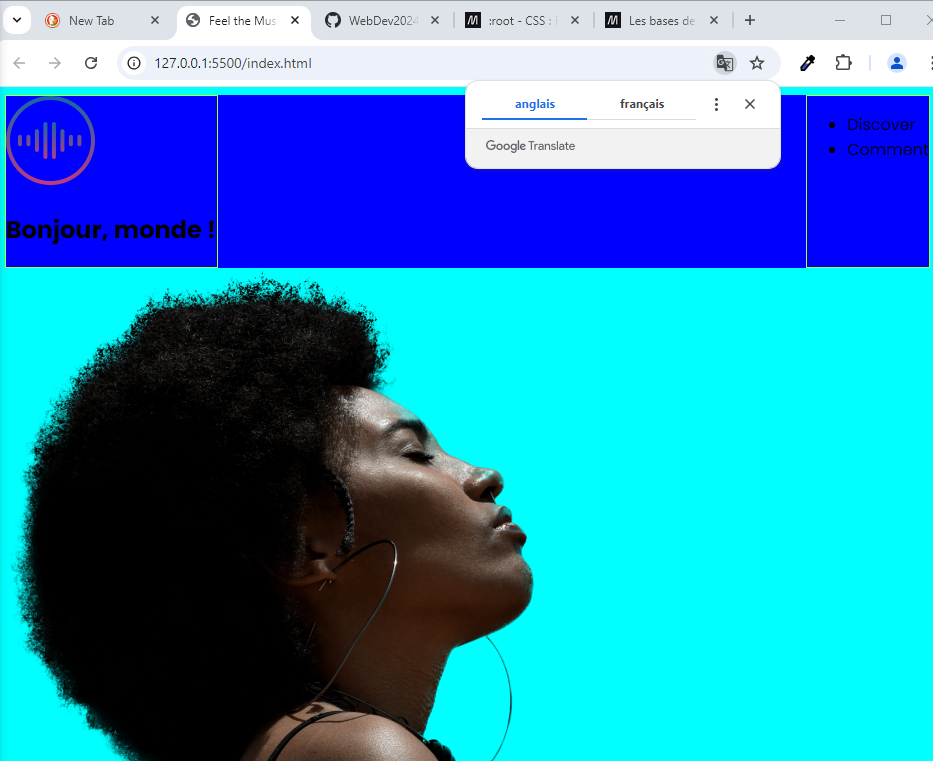 New Tab
Feel the Mus
WebDev2024
:root - CSS :
Les bases de
127.0.0.1:5500/index.html
anglais
français
Google Translate
Discover
Comment
Bonjour, monde !